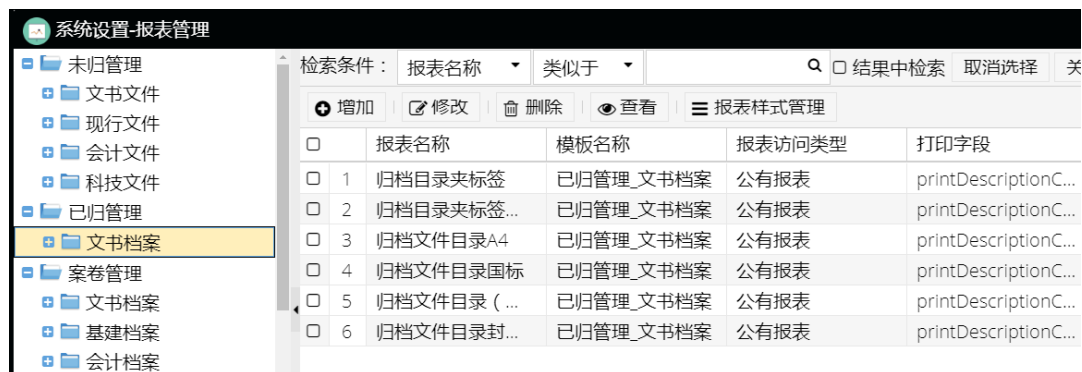 系统设置-报表管理
未归管理
文书文件
现行文件
会计文件
科技文件
已归管理
文书档案
案卷管理
文书档案
基建档案
会计档案
检索条件： 报表名称 类似于 结果中检索 取消选择 关
增加 修改 删除 查看 报表样式管理
报表名称 模板名称 报表访问类型 打印字段
1 归档目录夹标签 已归管理_文书档案 公有报表 printDescriptionC...
2 归档目录夹标签... 已归管理_文书档案 公有报表 printDescriptionC...
3 归档文件目录A4 已归管理_文书档案 公有报表 printDescriptionC...
4 归档文件目录国标 已归管理_文书档案 公有报表 printDescriptionC...
5 归档文件目录（... 已归管理_文书档案 公有报表 printDescriptionC...
6 归档文件目录封... 已归管理_文书档案 公有报表 printDescriptionC...